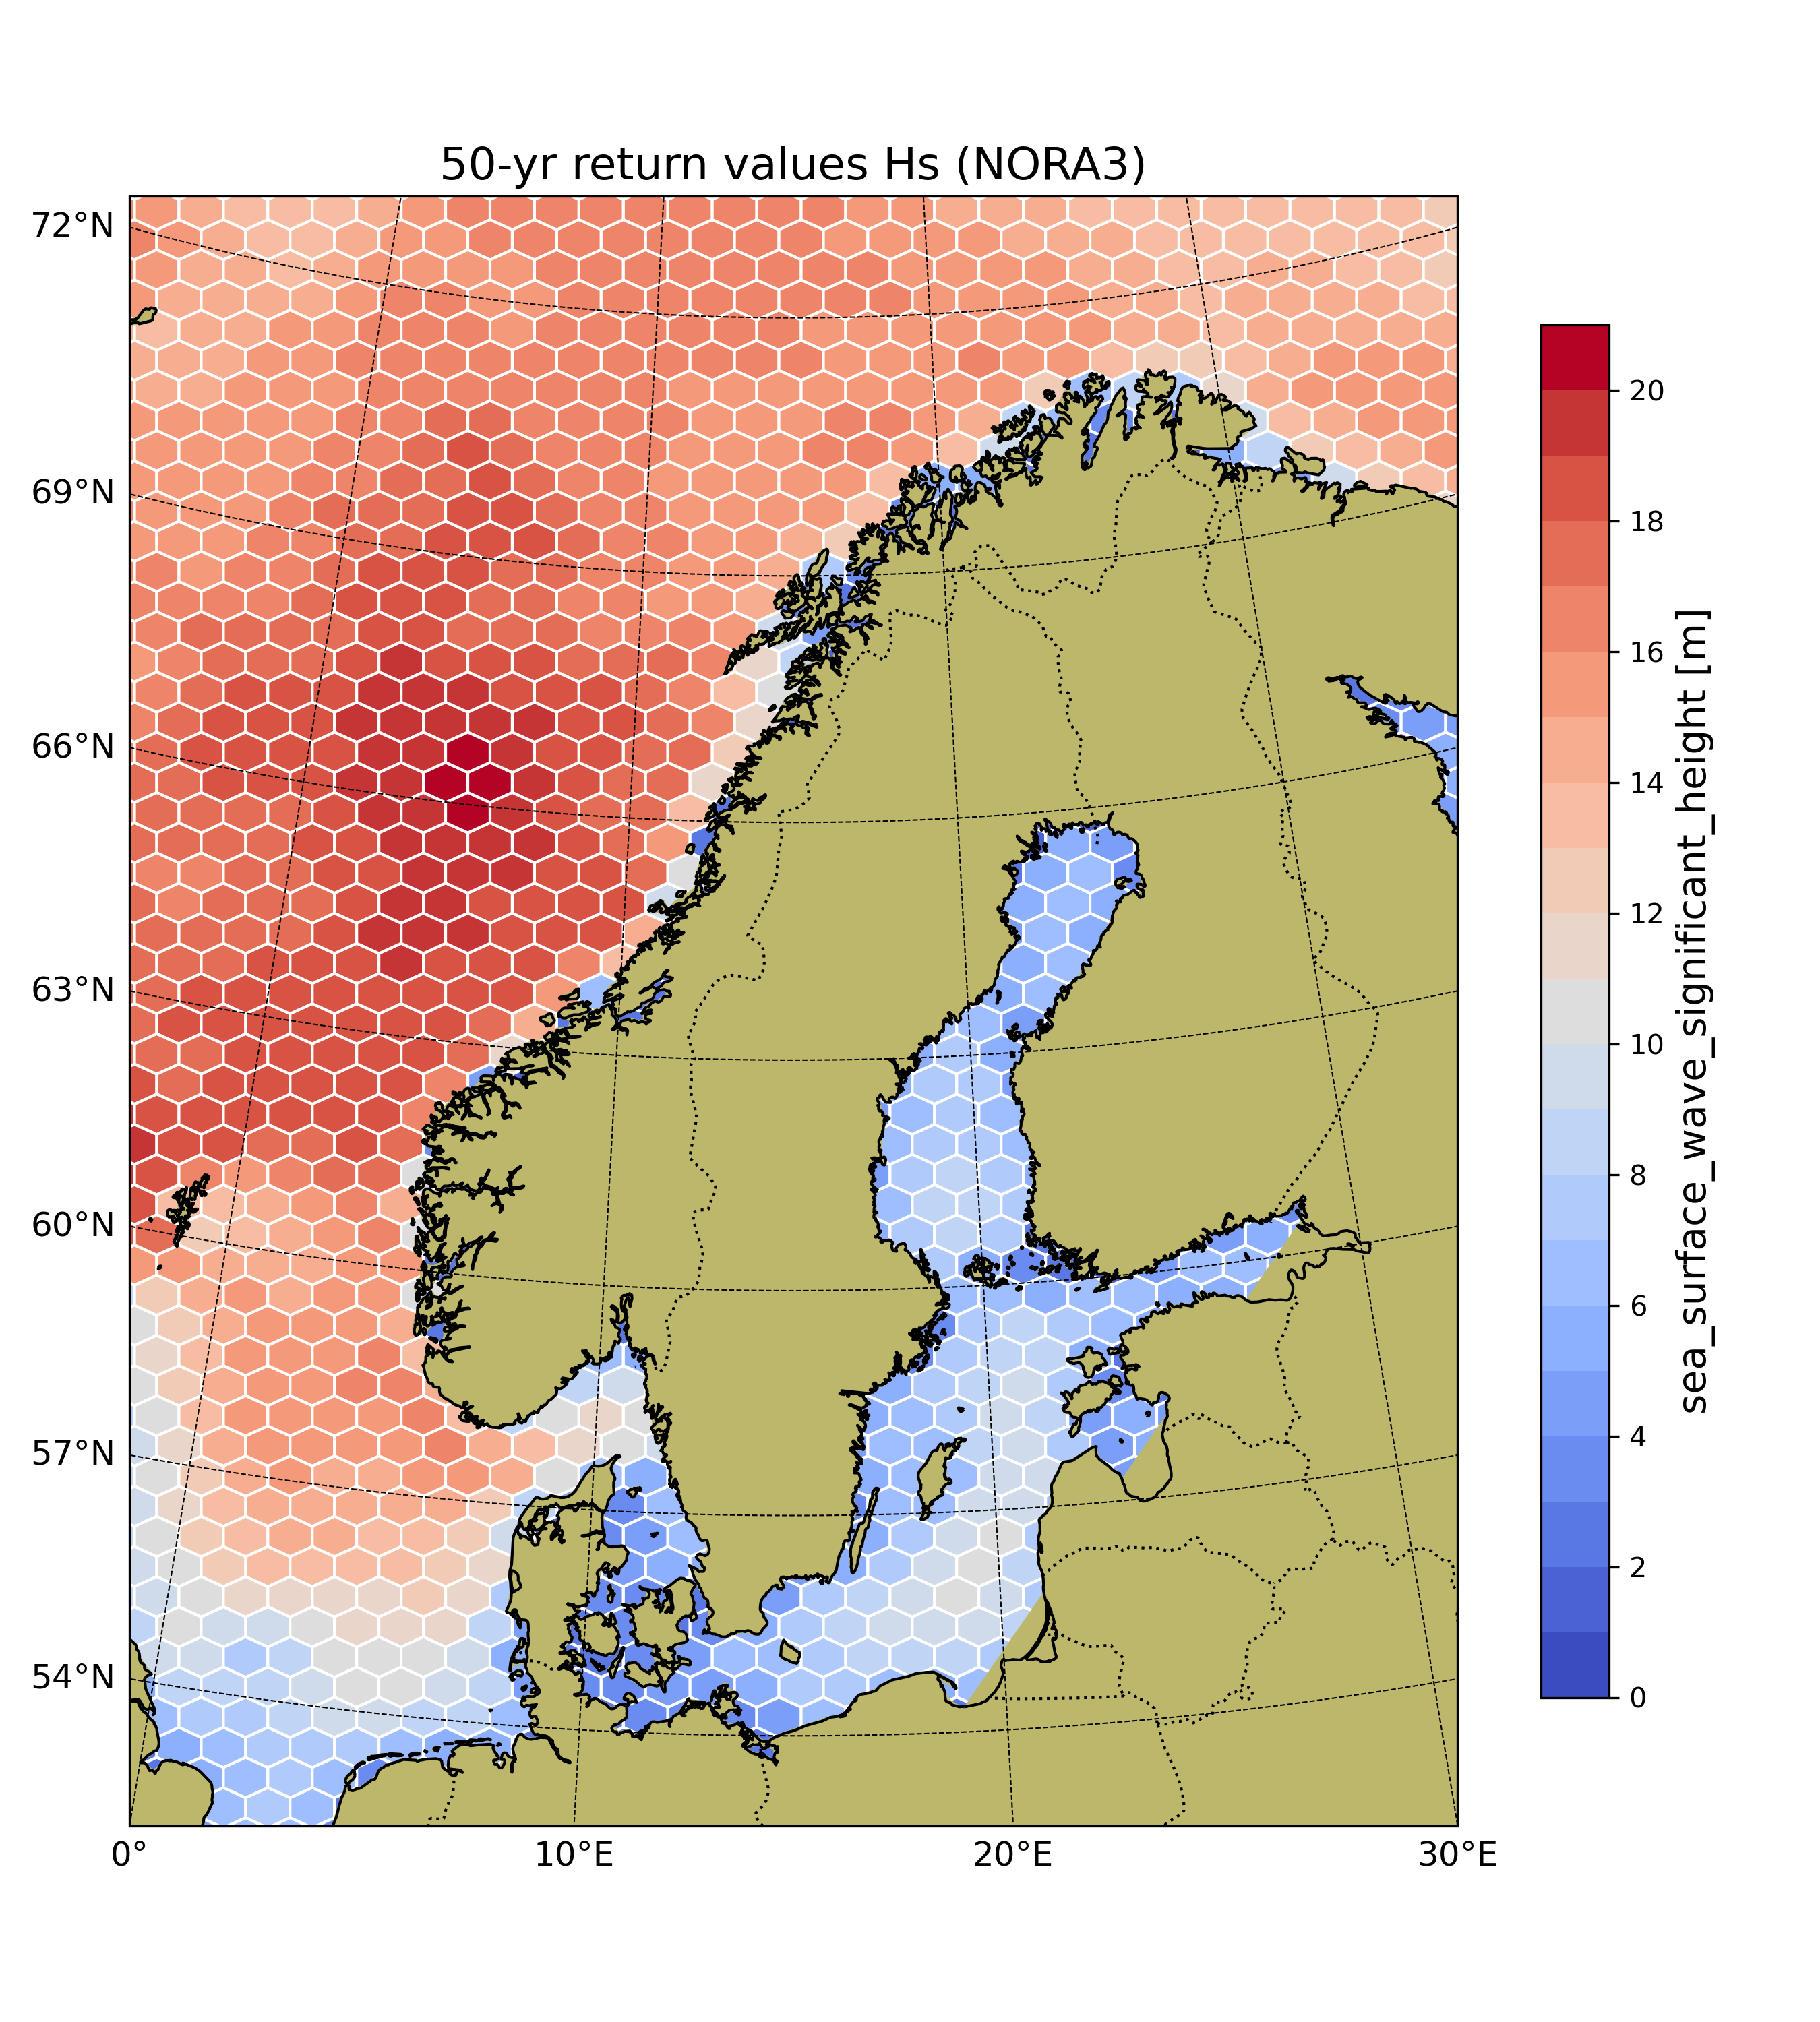 50-yr return values Hs (NORA3)
72°N
69°N
66°N
63°N
60°N
57°N
54°N
0°
10°E
20°E
30°E
20
18
16
14
12
10
8
6
4
2
0
sea_surface_wave_significant_height [m]